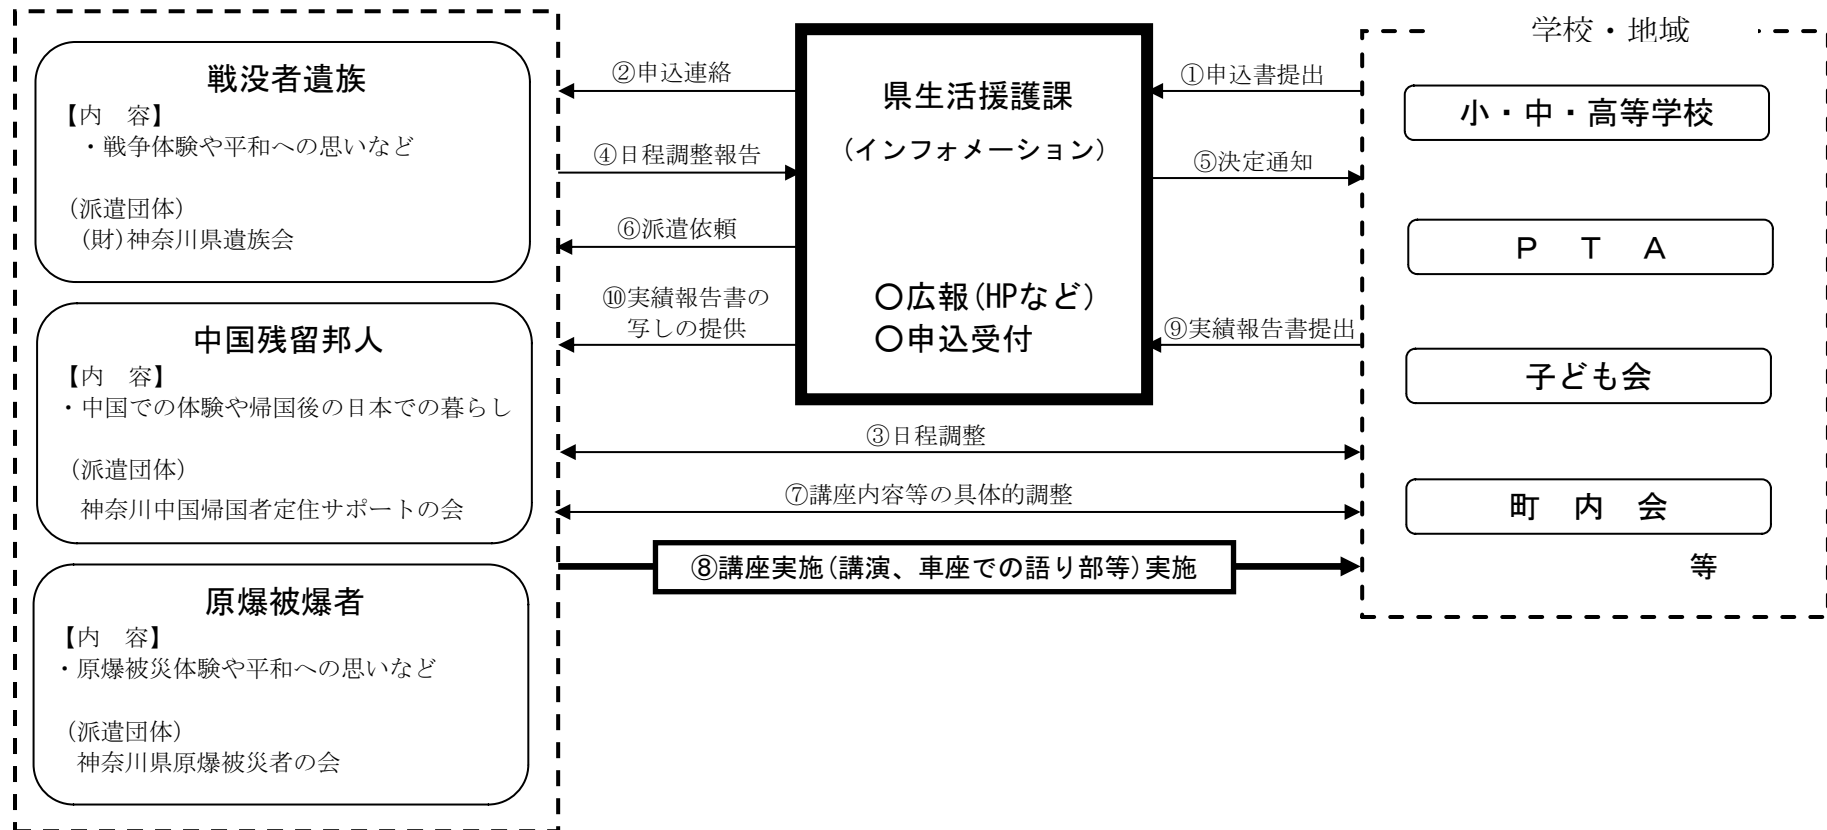 戦没者遺族
【内　容】
・戦争体験や平和への思いなど
(派遣団体)
(財)神奈川県遺族会
中国残留邦人
【内　容】
・中国での体験や帰国後の日本での暮らし
(派遣団体)
神奈川中国帰国者定住サポートの会
原爆被爆者
【内　容】
・原爆被災体験や平和への思いなど
(派遣団体)
神奈川県原爆被災者の会
②申込連絡
④日程調整報告
⑥派遣依頼
⑩実績報告書の
写しの提供
県生活援護課
(インフォメーション)
○広報(HPなど)
○申込受付
①申込書提出
⑤決定通知
⑨実績報告書提出
③日程調整
⑦講座内容等の具体的調整
⑧講座実施(講演、車座での語り部等)実施
学校・地域
小・中・高等学校
Ｐ　Ｔ　Ａ
子ども会
町　内　会
等